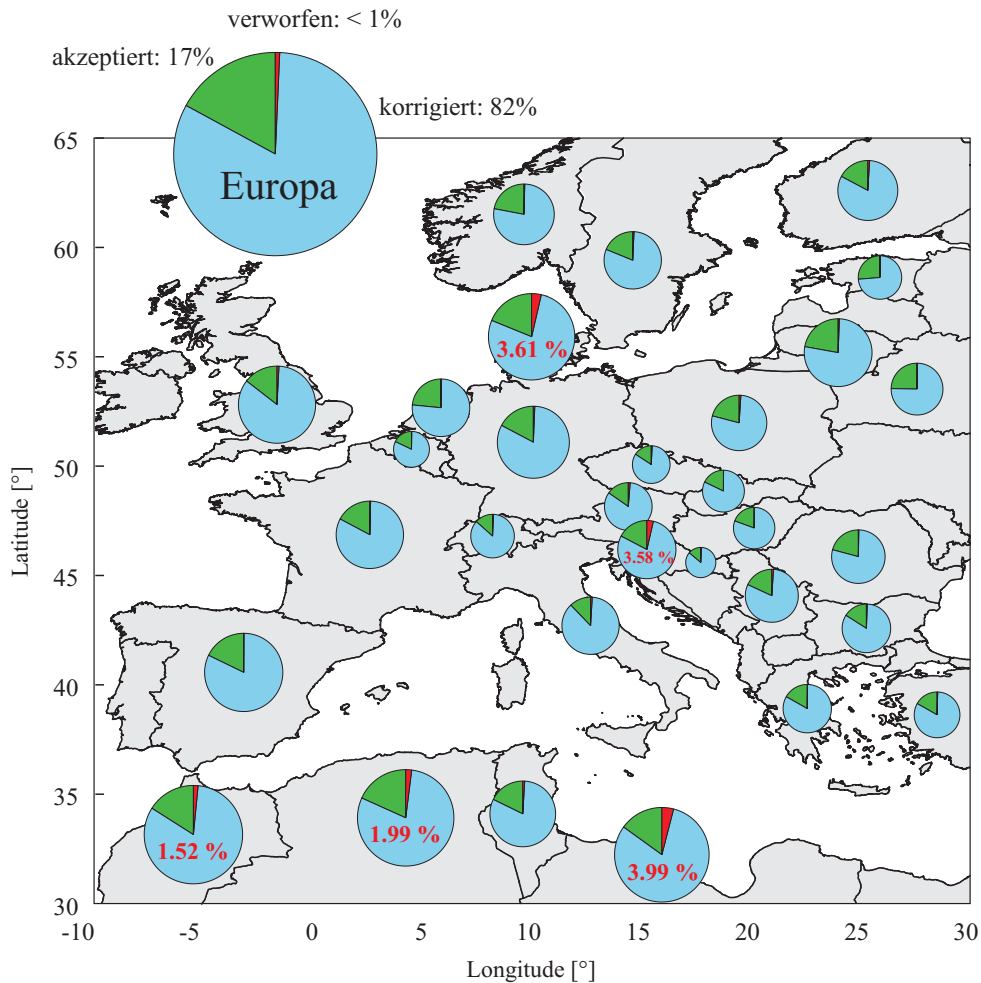 verworfen: < 1%
akzeptiert: 17%
korrigiert: 82%
Europa
65
60
55
50
45
40
35
30
Latitude [°]
3.61 %
3.58 %
1.52 %
1.99 %
3.99 %
-10 -5 0 5 10 15 20 25 30
Longitude [°]